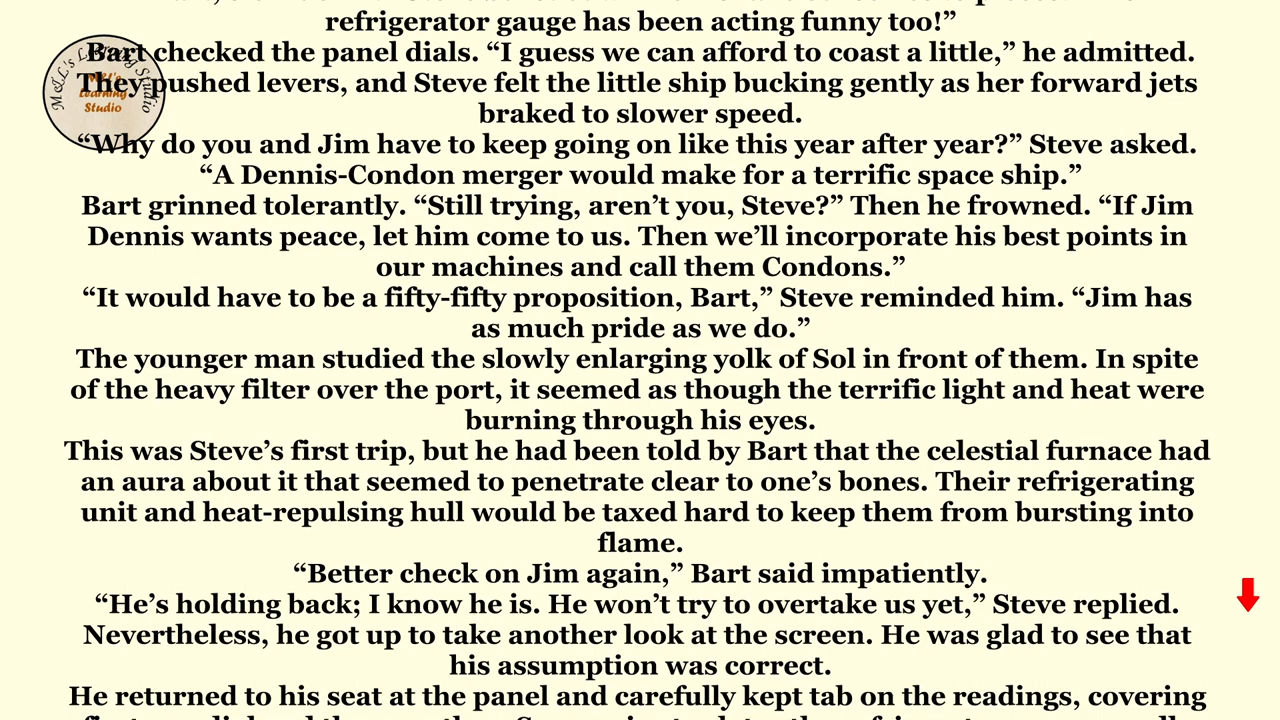 refrigerator gauge has been acting funny too!”
Bart checked the panel dials. “I guess we can afford to coast a little,” he admitted.
They pushed levers, and Steve felt the little ship bucking gently as her forward jets
braked to slower speed.
“Why do you and Jim have to keep going on like this year after year?” Steve asked.
“A Dennis-Condon merger would make for a terrific space ship.”
Bart grinned tolerantly. “Still trying, aren’t you, Steve?” Then he frowned. “If Jim
Dennis wants peace, let him come to us. Then we’ll incorporate his best points in
our machines and call them Condons.”
“It would have to be a fifty-fifty proposition, Bart,” Steve reminded him. “Jim has
as much pride as we do.”
The younger man studied the slowly enlarging yolk of Sol in front of them. In spite
of the heavy filter over the port, it seemed as though the terrific light and heat were
burning through his eyes.
This was Steve’s first trip, but he had been told by Bart that the celestial furnace had
an aura about it that seemed to penetrate clear to one’s bones. Their refrigerating
unit and heat-repulsing hull would be taxed hard to keep them from bursting into
flame.
“Better check on Jim again,” Bart said impatiently.
“He’s holding back; I know he is. He won’t try to overtake us yet,” Steve replied.
Nevertheless, he got up to take another look at the screen. He was glad to see that
his assumption was correct.
He returned to his seat at the panel and carefully kept tab on the readings, covering
M&L's Learning Studio
Learning
Studio